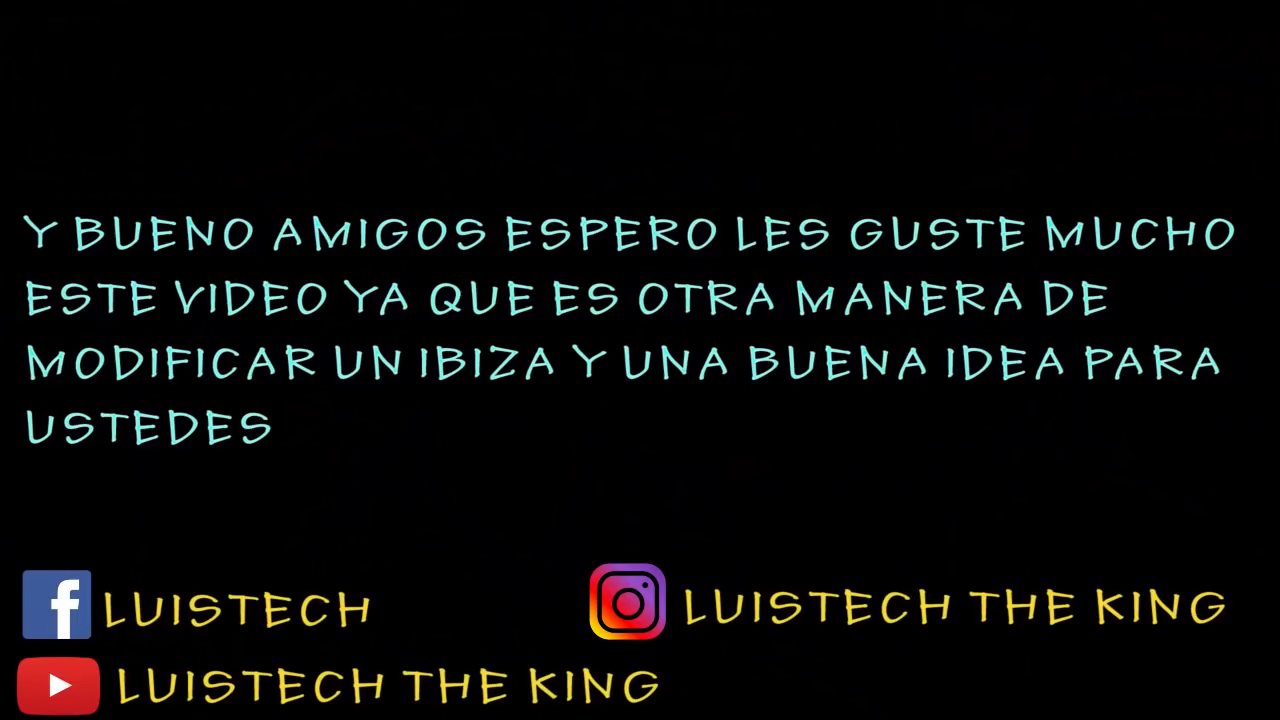 Y BUENO AMIGOS ESPERO LES GUSTE MUCHO
ESTE VIDEO YA QUE ES OTRA MANERA DE
MODIFICAR UN IBIZA Y UNA BUENA IDEA PARA
USTEDES
LUISTECH
LUISTECH THE KING
LUISTECH THE KING